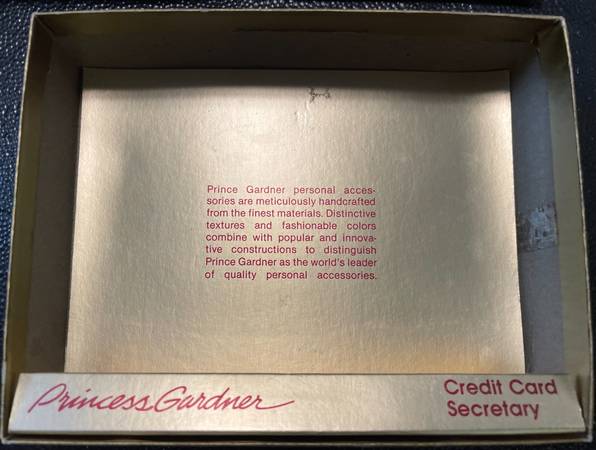 Prince Gardner personal acces-
sories are meticulously handcrafted
from the finest materials. Distinctive
textures and fashionable colors
combine with popular and innova-
tive constructions to distinguish
Prince Gardner as the world's leader
of quality personal accessories.
Princess Gardner
Credit Card
Secretary